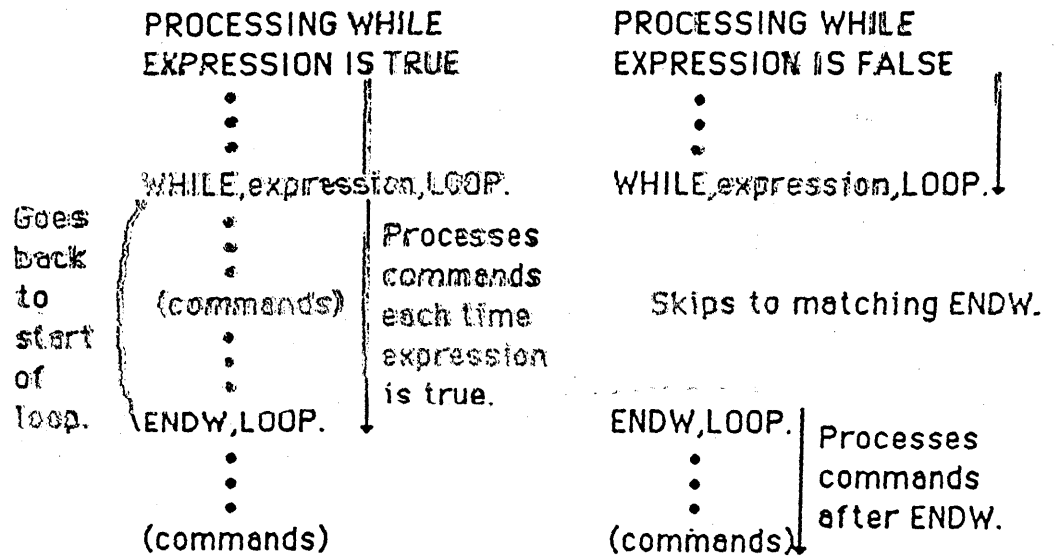 PROCESSING WHILE
EXPRESSION IS TRUE
WHILE,expression,LOOP.
Goes
back
to
start
of
loop.
(commands)
Processes
commands
each time
expression
is true.
ENDW,LOOP.
(commands)
PROCESSING WHILE
EXPRESSION IS FALSE
WHILE,expression,LOOP.
Skips to matching ENDW.
ENDW,LOOP.
Processes
commands
after ENDW.
(commands)